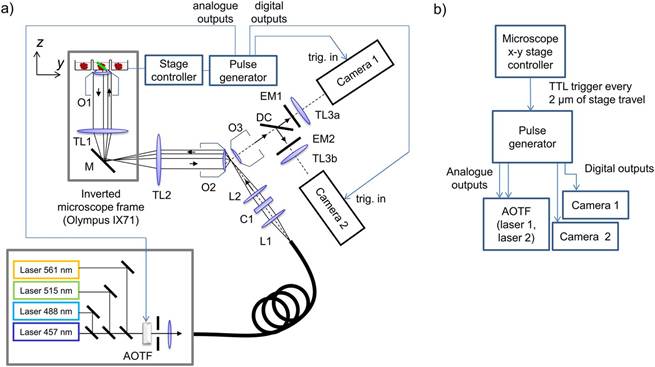 a)
analogue
outputs
digital
outputs
z
y
Stage
controller
Pulse
generator
trig. in
Camera 1
O1
TL1
M
Inverted
microscope frame
(Olympus IX71)
TL2
O2
O3
DC
EM1
TL3a
EM2
TL3b
Camera 2
trig. in
L2
C1
L1
Laser 561 nm
Laser 515 nm
Laser 488 nm
Laser 457 nm
AOTF
b)
Microscope
x-y stage
controller
TTL trigger every
2 μm of stage travel
Pulse
generator
Analogue
outputs
Digital outputs
AOTF
(laser 1,
laser 2)
Camera 1
Camera 2